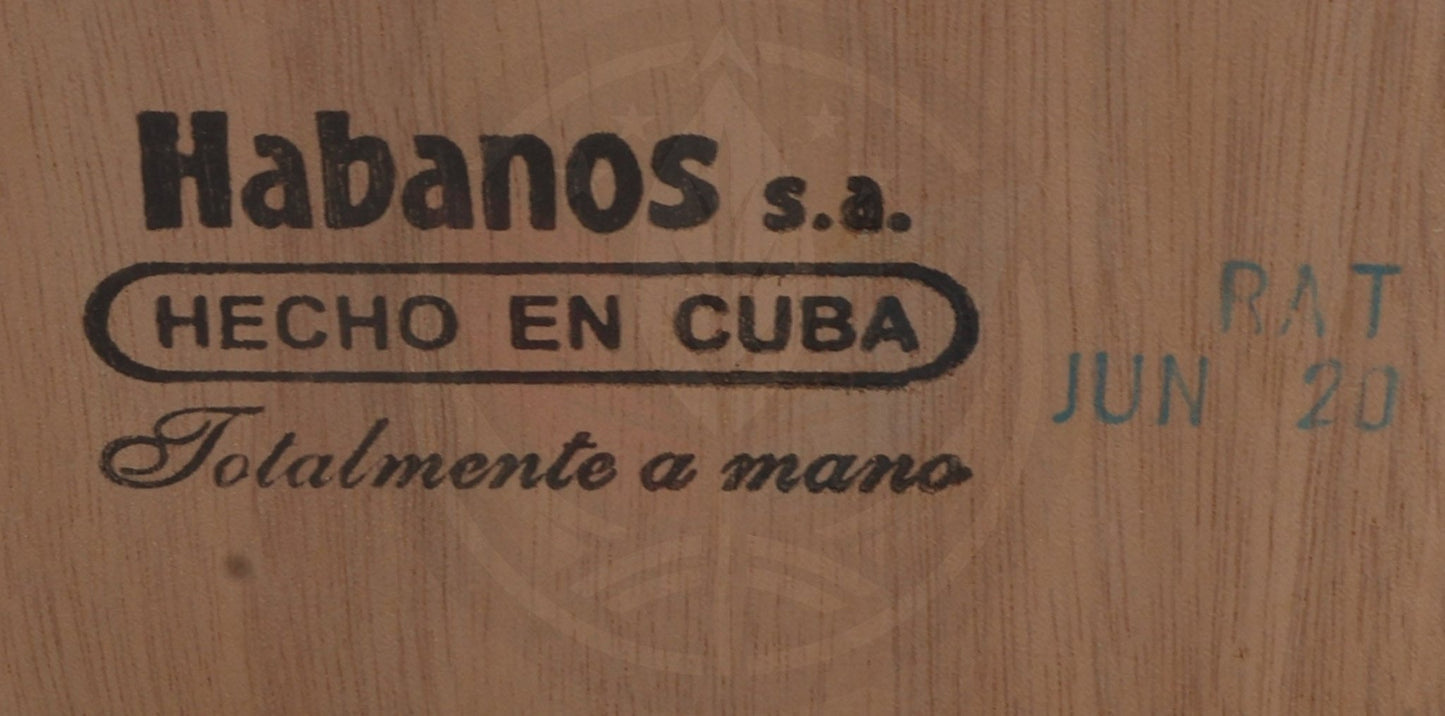 Habanos s.a.
HECHO EN CUBA
Totalmente a mano
RAT
JUN 20